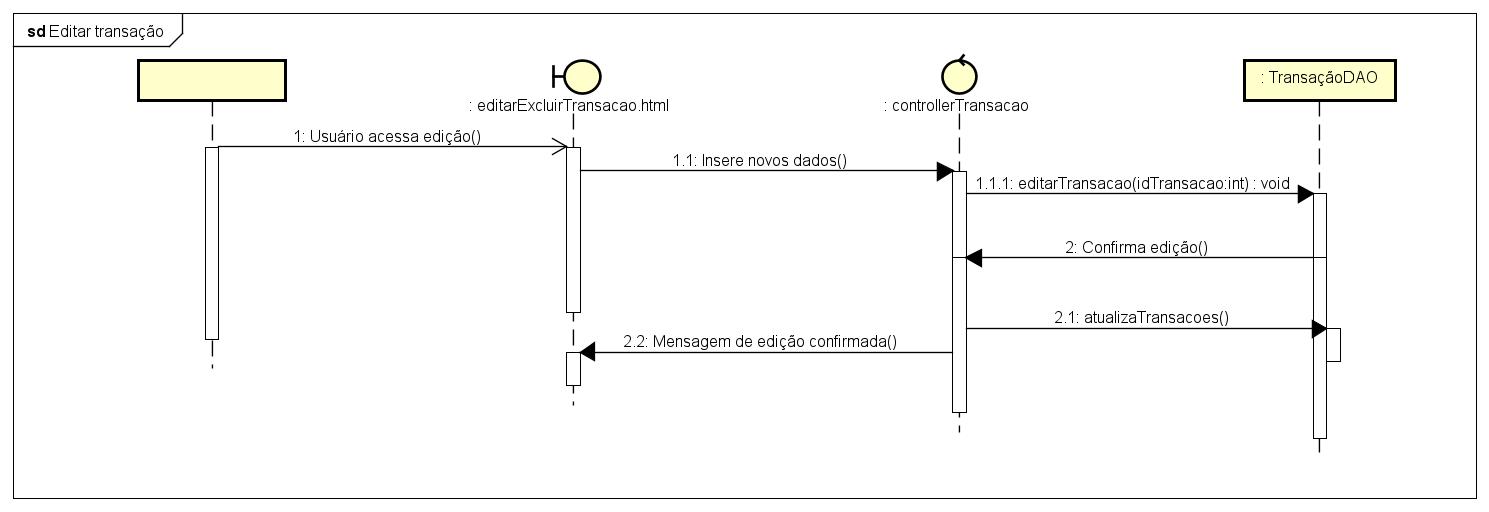 sd Editar transação
: TransaçãoDAO
: editarExcluirTransacao.html
: controllerTransacao
1: Usuário acessa edição()
1.1: Insere novos dados()
1.1.1: editarTransacao(idTransacao:int) : void
2: Confirma edição()
2.1: atualizaTransacoes()
2.2: Mensagem de edição confirmada()